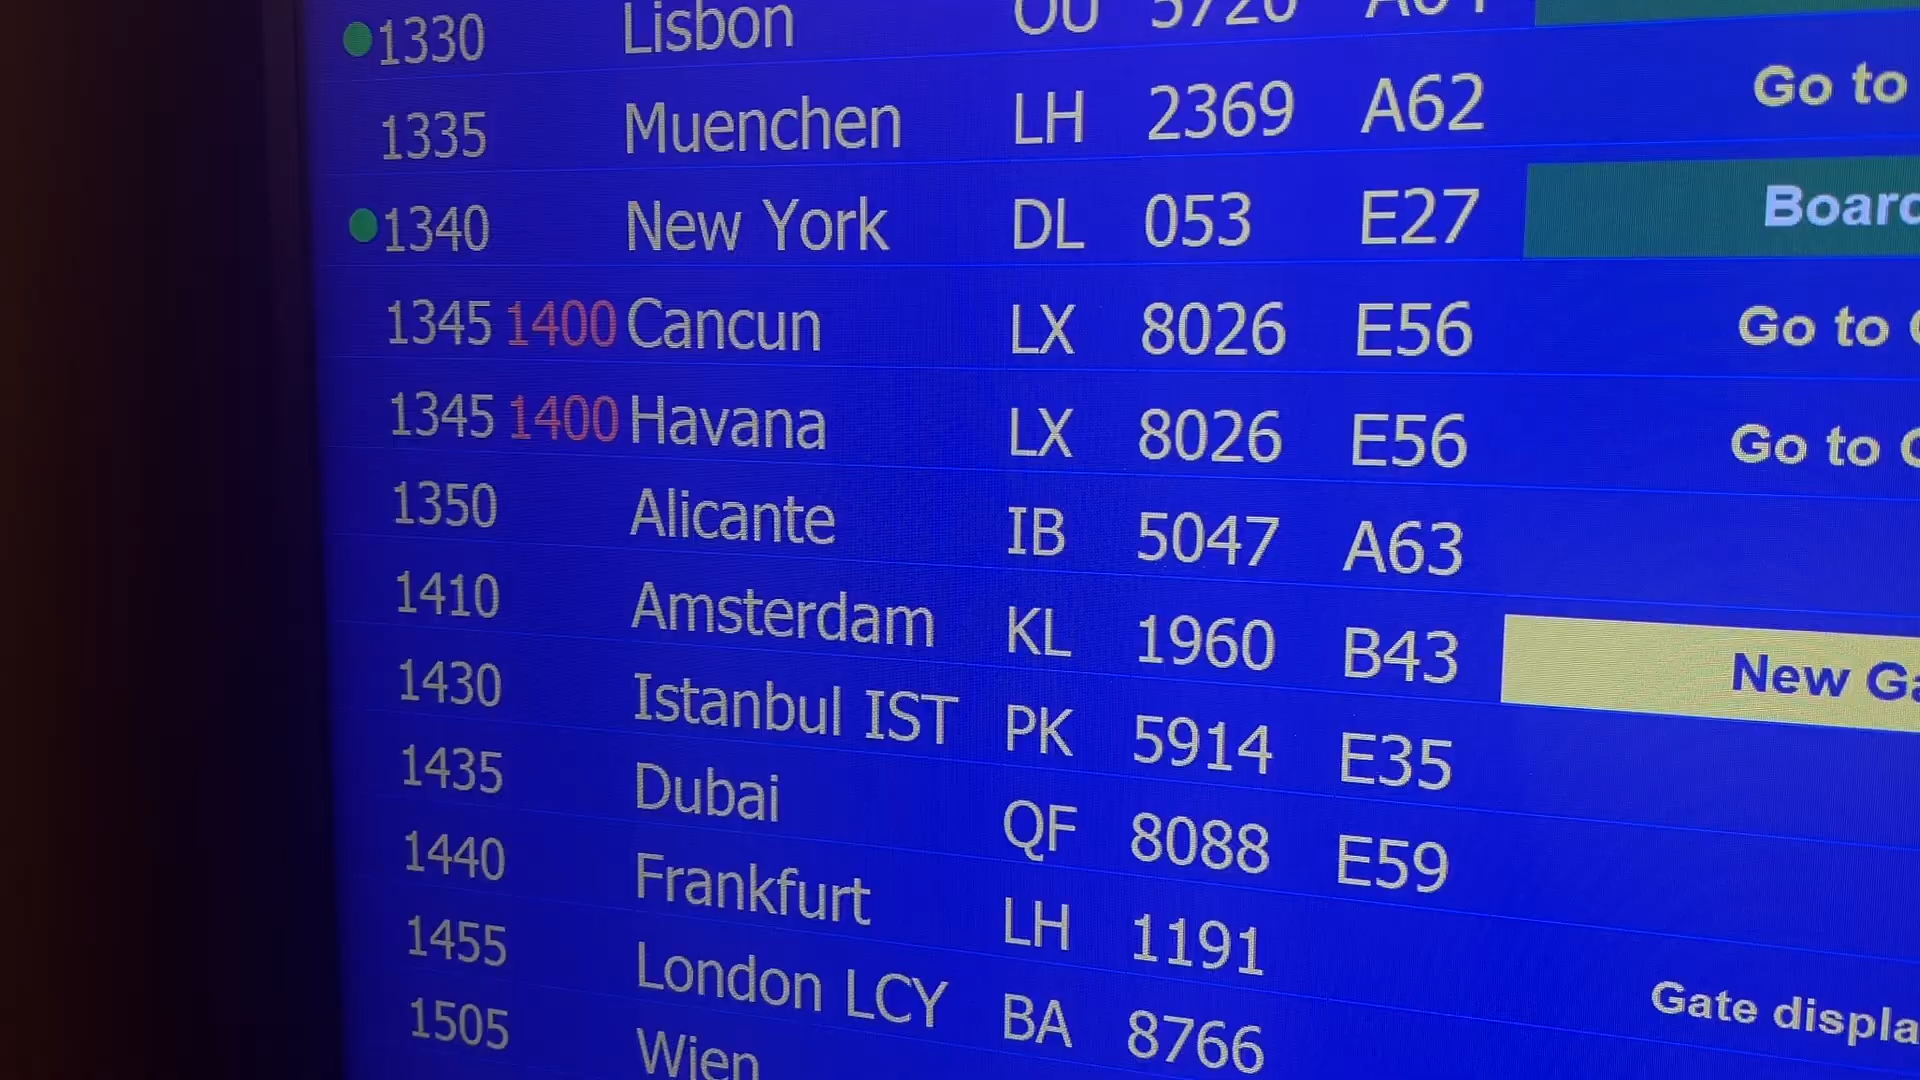 1330 Lisbon OU 5720
1335 Muenchen LH 2369 A62 Go to
1340 New York DL 053 E27
1345 1400 Cancun LX 8026 E56 Go to
1345 1400 Havana LX 8026 E56 Go to
1350 Alicante IB 5047 A63
1410 Amsterdam KL 1960 B43 New
1430 Istanbul IST PK 5914 E35
1435 Dubai QF 8088 E59
1440 Frankfurt LH 1191
1455 London LCY BA 8766 Gate
1505 Wien